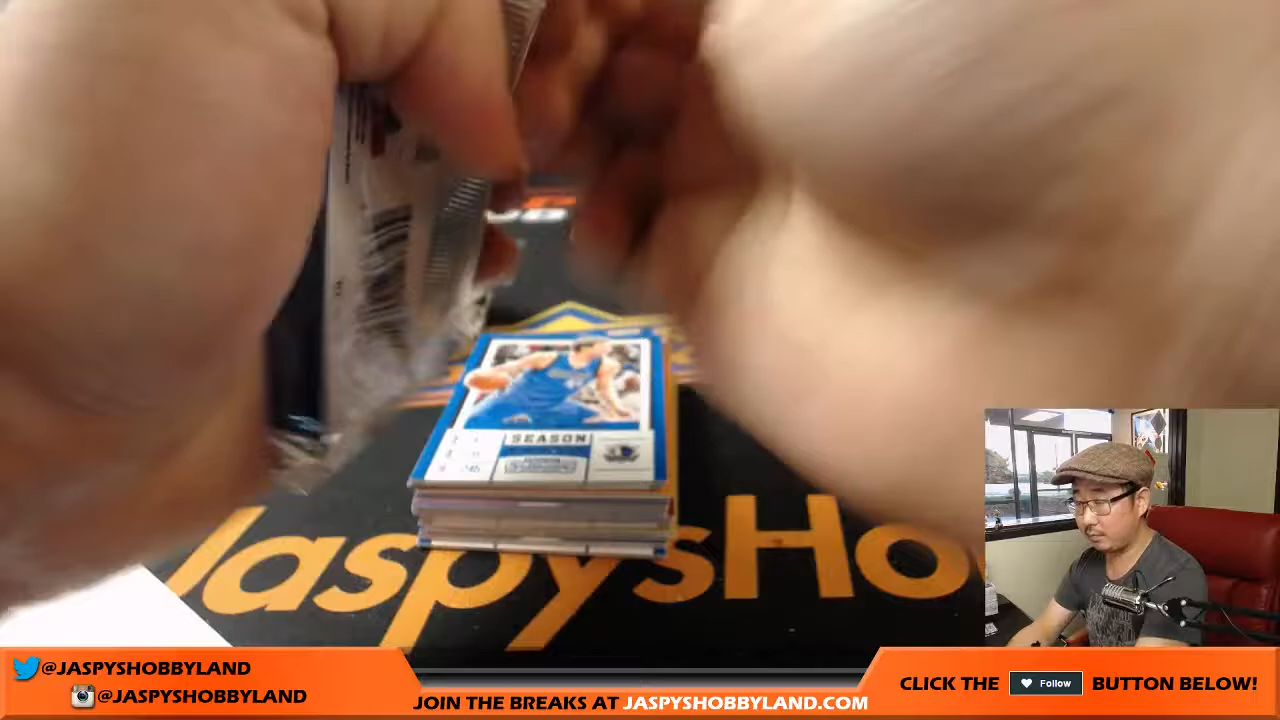 SEASON
JaspysHo
@JASPYSHOBBYLAND
@JASPYSHOBBYLAND
JOIN THE BREAKS AT JASPYSHOBBYLAND.COM
CLICK THE Follow BUTTON BELOW!